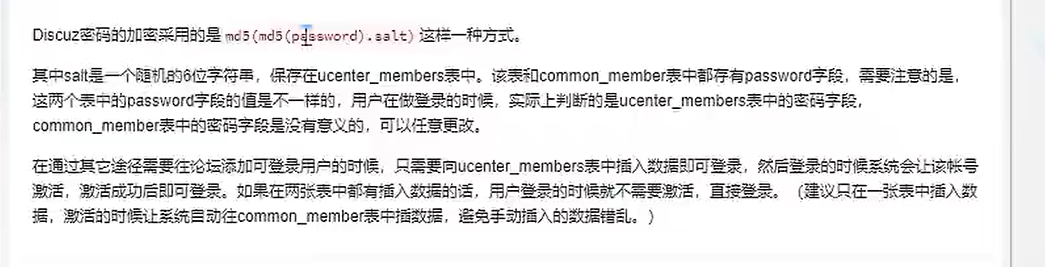 Discuz密码的加密采用的是 md5(md5(password).salt) 这样一种方式。
其中salt是一个随机的6位字符串，保存在ucenter_members表中。该表和common_member表中都存有password字段，需要注意的是，
这两个表中的password字段的值是不一样的，用户在做登录的时候，实际上判断的是ucenter_members表中的密码字段，
common_member表中的密码字段是没有意义的，可以任意更改。
在通过其它途径需要往论坛添加可登录用户的时候，只需要向ucenter_members表中插入数据即可登录，然后登录的时候系统会让该帐号
激活，激活成功后即可登录。如果在两张表中都有插入数据的话，用户登录的时候就不需要激活，直接登录。（建议只在一张表中插入数
据，激活的时候让系统自动往common_member表中插数据，避免手动插入的数据错乱。）